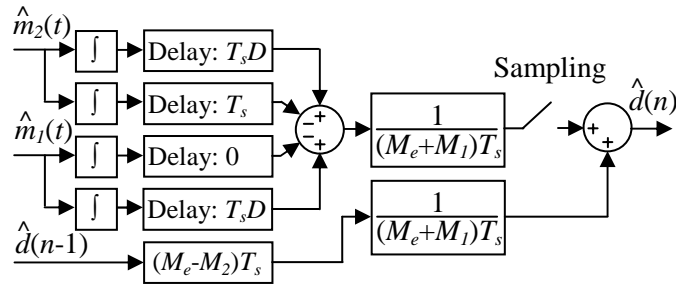 m̂₂(t)
∫ Delay: TₛD
∫ Delay: Tₛ
m̂₁(t)
∫ Delay: 0
∫ Delay: TₛD
+
−
−
+
1
(Mₑ+M₁)Tₛ
Sampling
+
+
d̂(n)
d̂(n-1)
(Mₑ-M₂)Tₛ
1
(Mₑ+M₁)Tₛ